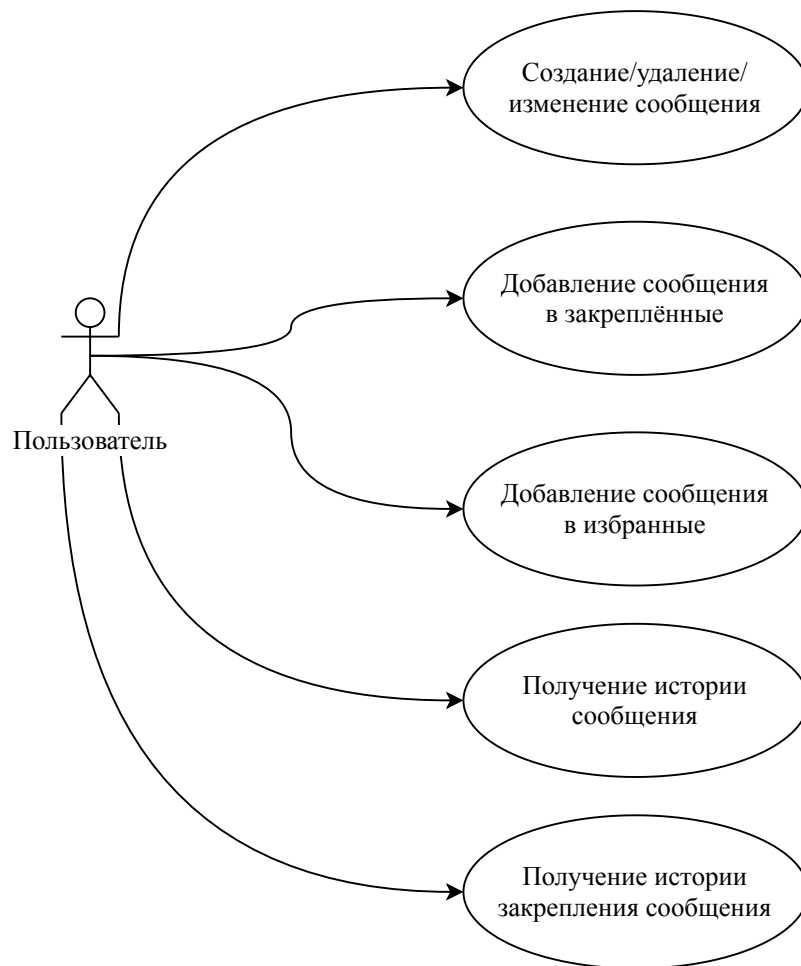 Создание/удаление/
изменение сообщения
Добавление сообщения
в закреплённые
Пользователь
Добавление сообщения
в избранные
Получение истории
сообщения
Получение истории
закрепления сообщения